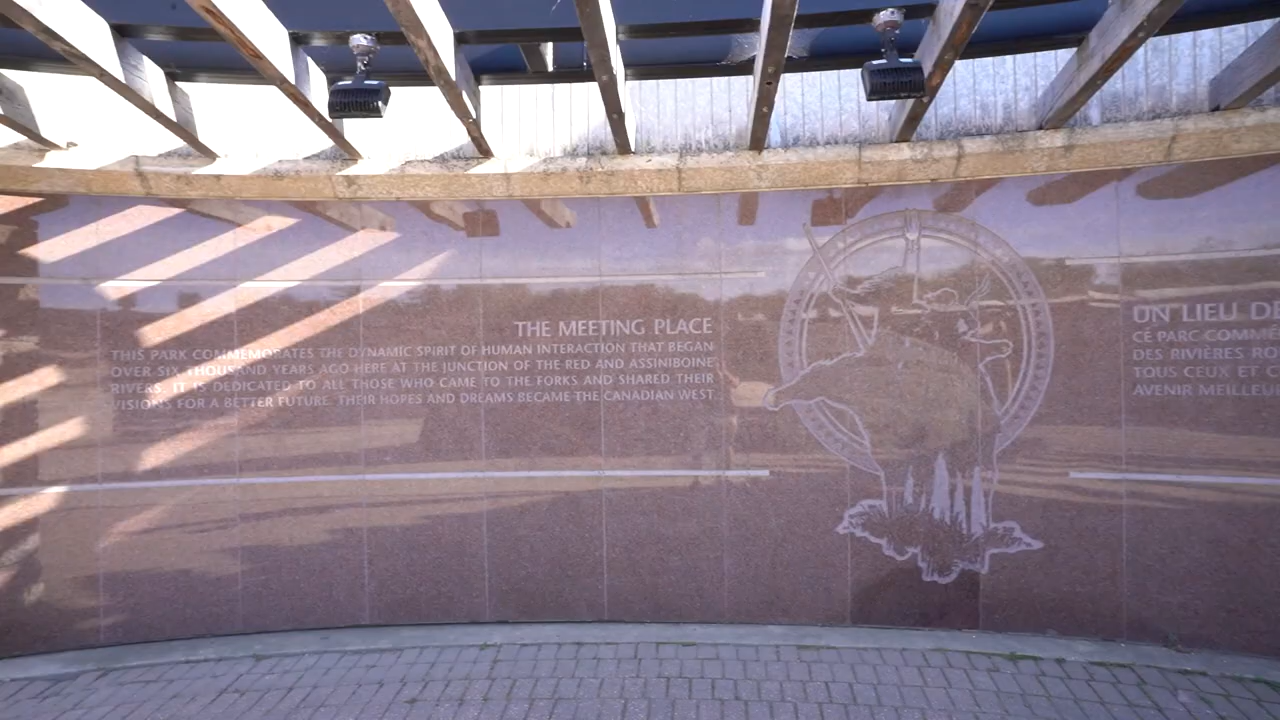 THE MEETING PLACE
THIS PARK COMMEMORATES THE DYNAMIC SPIRIT OF HUMAN INTERACTION THAT BEGAN
OVER SIX THOUSAND YEARS AGO HERE AT THE JUNCTION OF THE RED AND ASSINIBOINE
RIVERS. IT IS DEDICATED TO ALL THOSE WHO CAME TO THE FORKS AND SHARED THEIR
VISIONS FOR A BETTER FUTURE. THEIR HOPES AND DREAMS BECAME THE CANADIAN WEST.
UN LIEU DE
CE PARC COMMÉ
DES RIVIÈRES RO
TOUS CEUX ET C
AVENIR MEILLEU